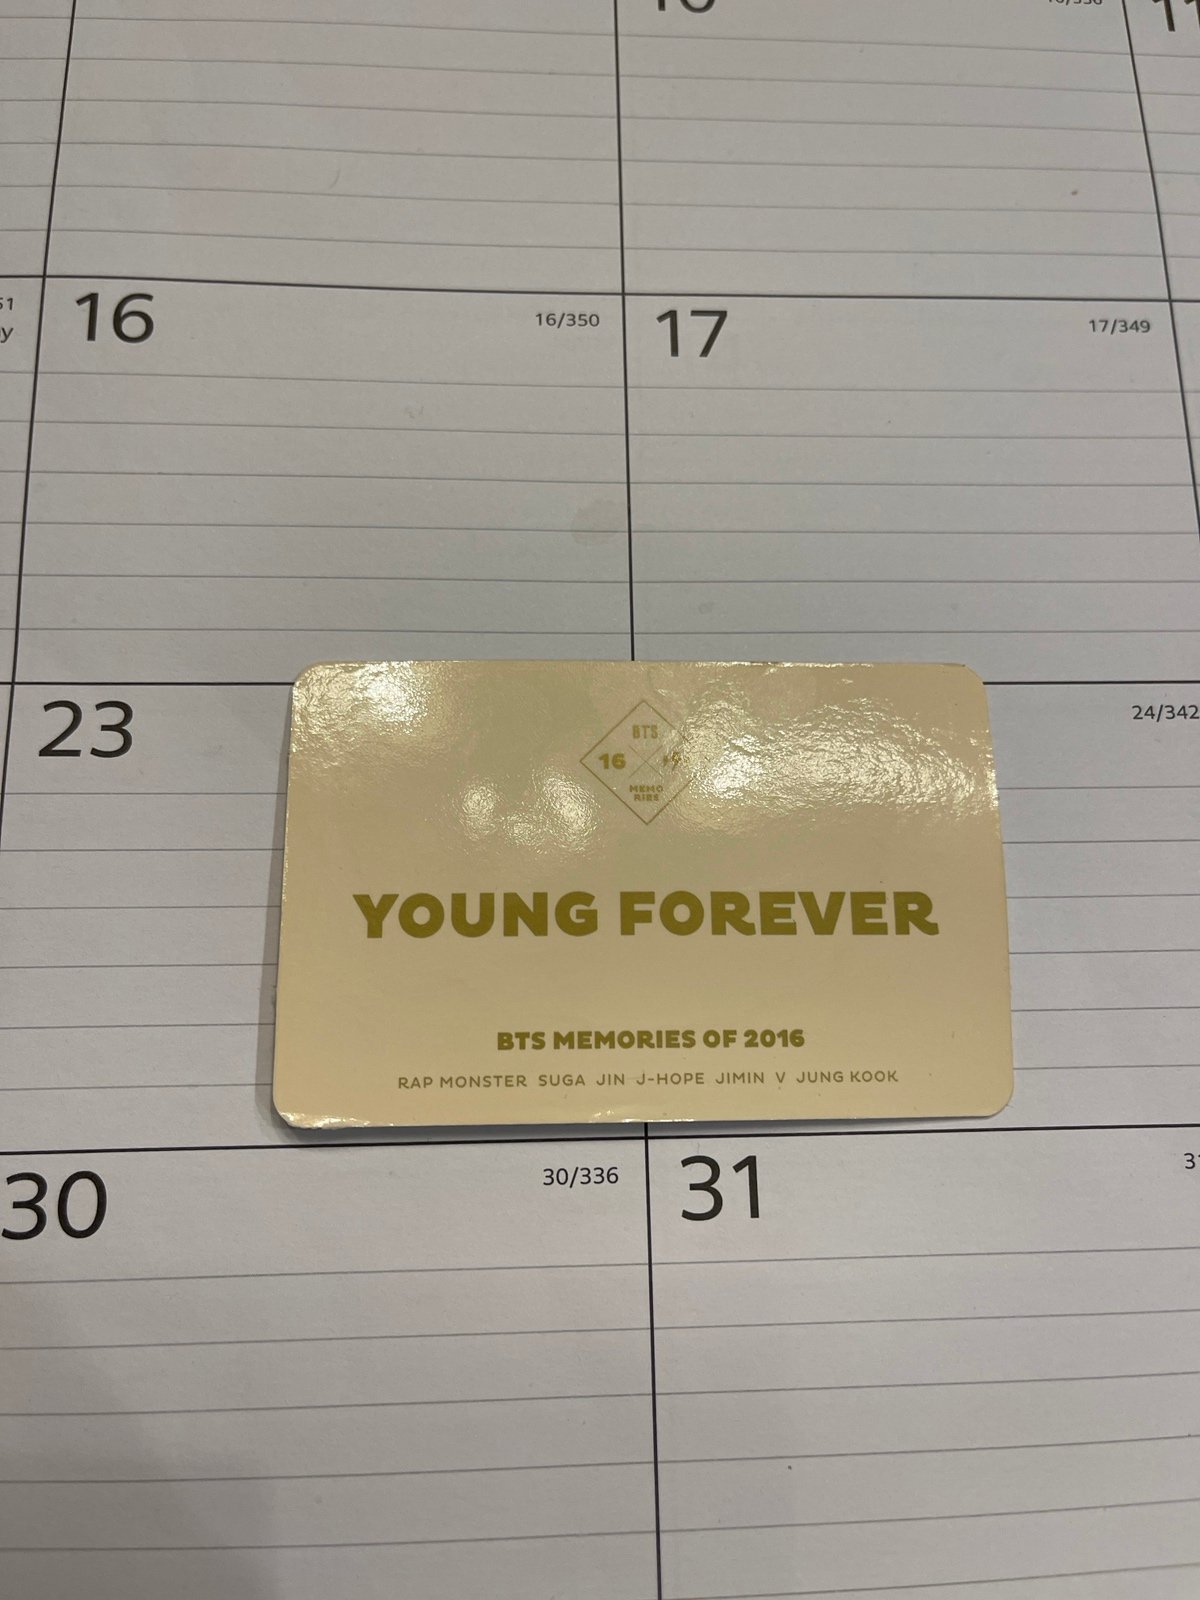 16
16/350
17
17/349
23
24/342
BTS
16
MEMO
RIES
YOUNG FOREVER
BTS MEMORIES OF 2016
RAP MONSTER SUGA JIN J-HOPE JIMIN V JUNG KOOK
30
30/336
31